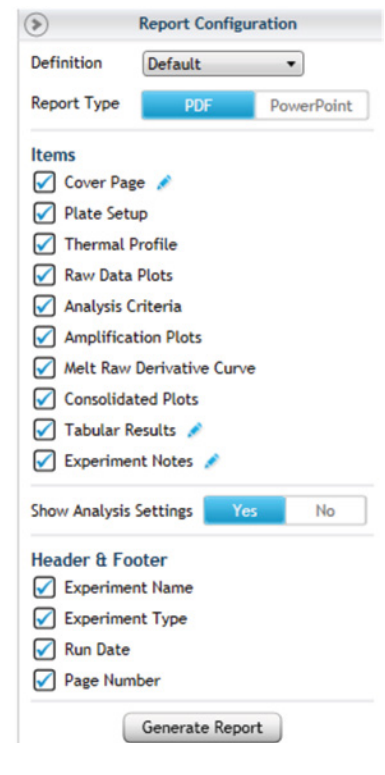 Report Configuration
Definition Default
Report Type PDF PowerPoint
Items
Cover Page
Plate Setup
Thermal Profile
Raw Data Plots
Analysis Criteria
Amplification Plots
Melt Raw Derivative Curve
Consolidated Plots
Tabular Results
Experiment Notes
Show Analysis Settings Yes No
Header & Footer
Experiment Name
Experiment Type
Run Date
Page Number
Generate Report